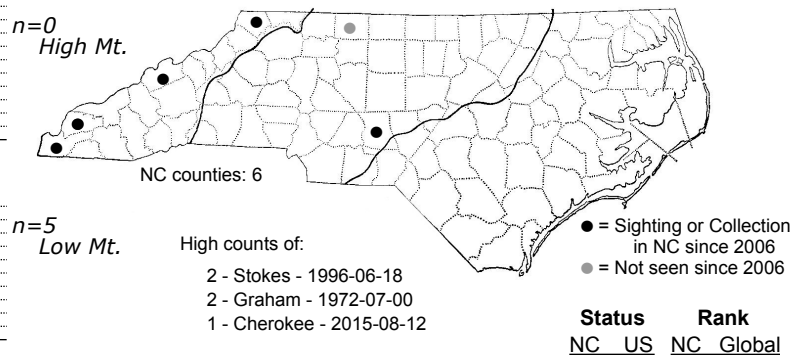 n=0
High Mt.
NC counties: 6
n=5
Low Mt.
High counts of:
2 - Stokes - 1996-06-18
2 - Graham - 1972-07-00
1 - Cherokee - 2015-08-12
● = Sighting or Collection
in NC since 2006
● = Not seen since 2006
Status Rank
NC US NC Global